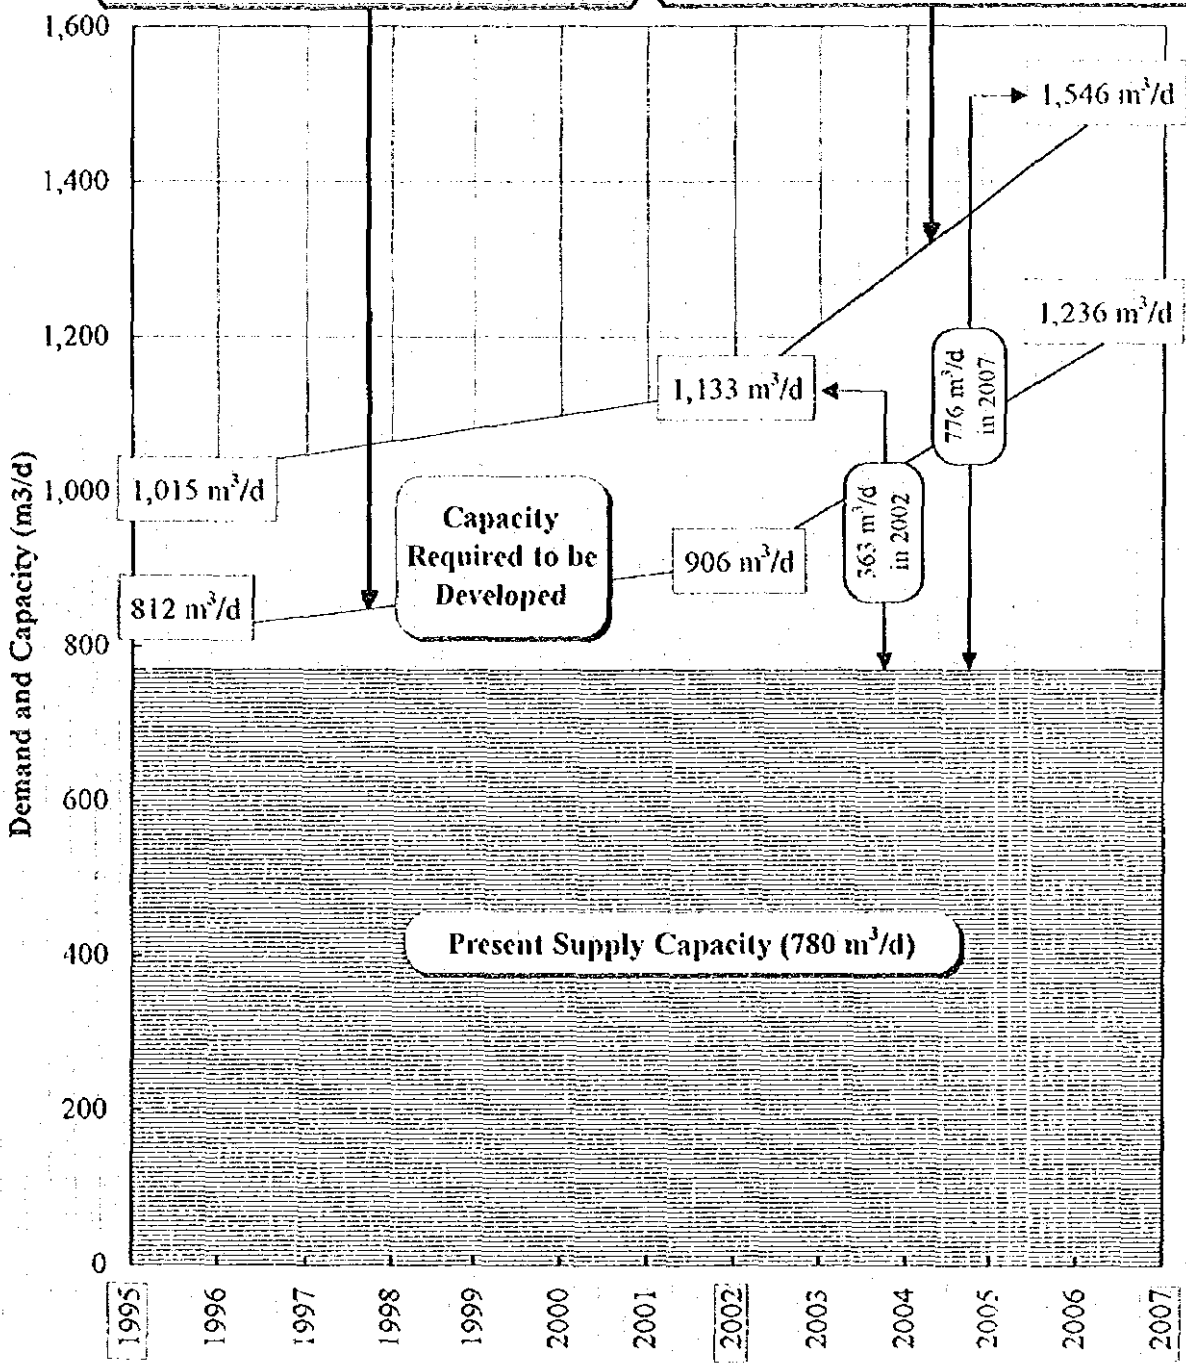 1,600
1,400
1,200
1,000
800
600
400
200
0
Demand and Capacity (m3/d)
1,546 m³/d
1,236 m³/d
776 m³/d
in 2007
1,133 m³/d
363 m³/d
in 2002
1,015 m³/d
Capacity
Required to be
Developed
906 m³/d
812 m³/d
Present Supply Capacity (780 m³/d)
1995
1996
1997
1998
1999
2000
2001
2002
2003
2004
2005
2006
2007